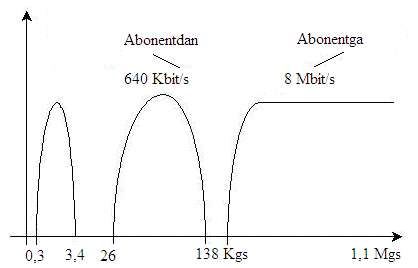 Abonentdan
Abonentga
640 Kbit/s
8 Mbit/s
0,3
3,4
26
138 Kgs
1,1 Mgs